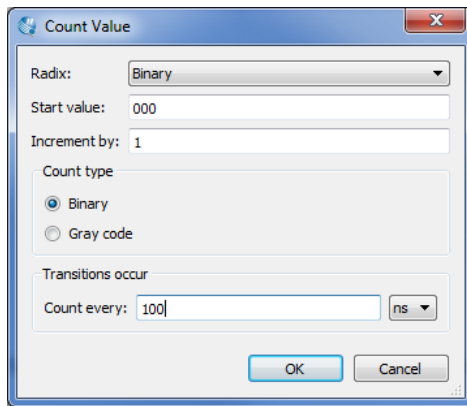 Count Value
Radix: Binary
Start value: 000
Increment by: 1
Count type
Binary
Gray code
Transitions occur
Count every: 100 ns
OK Cancel